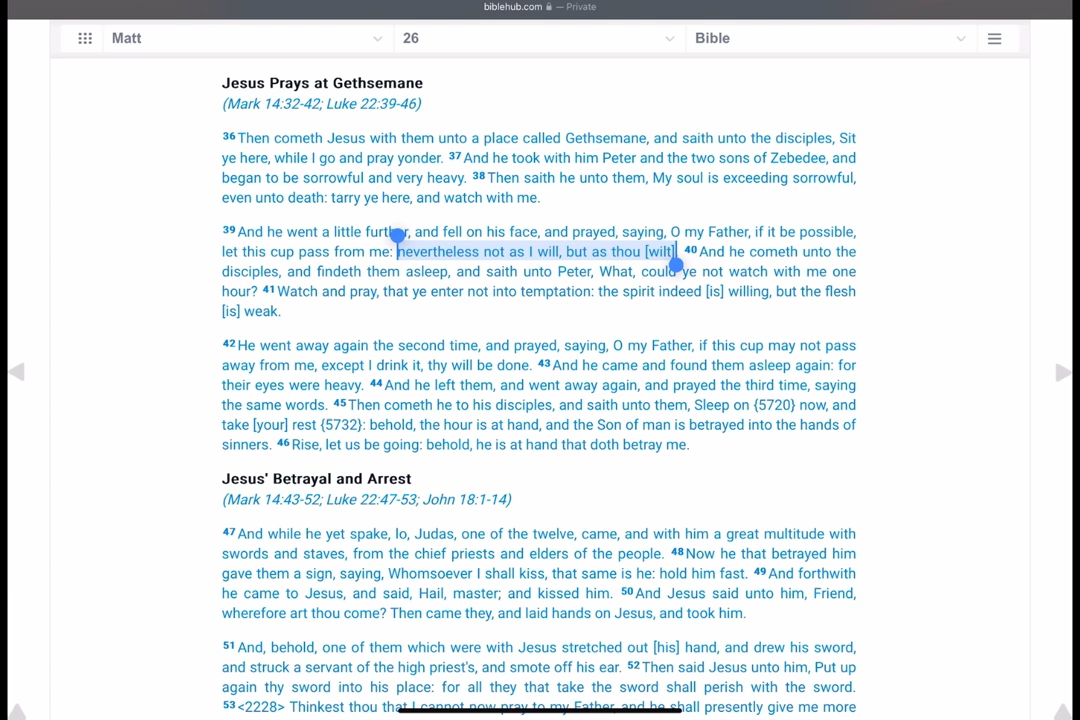 biblehub.com — Private
Matt 26 Bible
Jesus Prays at Gethsemane
(Mark 14:32-42; Luke 22:39-46)
36 Then cometh Jesus with them unto a place called Gethsemane, and saith unto the disciples, Sit
ye here, while I go and pray yonder. 37 And he took with him Peter and the two sons of Zebedee, and
began to be sorrowful and very heavy. 38 Then saith he unto them, My soul is exceeding sorrowful,
even unto death: tarry ye here, and watch with me.
39 And he went a little further, and fell on his face, and prayed, saying, O my Father, if it be possible,
let this cup pass from me: nevertheless not as I will, but as thou [wilt]. 40 And he cometh unto the
disciples, and findeth them asleep, and saith unto Peter, What, could ye not watch with me one
hour? 41 Watch and pray, that ye enter not into temptation: the spirit indeed [is] willing, but the flesh
[is] weak.
42 He went away again the second time, and prayed, saying, O my Father, if this cup may not pass
away from me, except I drink it, thy will be done. 43 And he came and found them asleep again: for
their eyes were heavy. 44 And he left them, and went away again, and prayed the third time, saying
the same words. 45 Then cometh he to his disciples, and saith unto them, Sleep on {5720} now, and
take [your] rest {5732}: behold, the hour is at hand, and the Son of man is betrayed into the hands of
sinners. 46 Rise, let us be going: behold, he is at hand that doth betray me.
Jesus' Betrayal and Arrest
(Mark 14:43-52; Luke 22:47-53; John 18:1-14)
47 And while he yet spake, lo, Judas, one of the twelve, came, and with him a great multitude with
swords and staves, from the chief priests and elders of the people. 48 Now he that betrayed him
gave them a sign, saying, Whomsoever I shall kiss, that same is he: hold him fast. 49 And forthwith
he came to Jesus, and said, Hail, master; and kissed him. 50 And Jesus said unto him, Friend,
wherefore art thou come? Then came they, and laid hands on Jesus, and took him.
51 And, behold, one of them which were with Jesus stretched out [his] hand, and drew his sword,
and struck a servant of the high priest's, and smote off his ear. 52 Then said Jesus unto him, Put up
again thy sword into his place: for all they that take the sword shall perish with the sword.
53 <2228> Thinkest thou that I cannot now pray to my Father, and he shall presently give me more